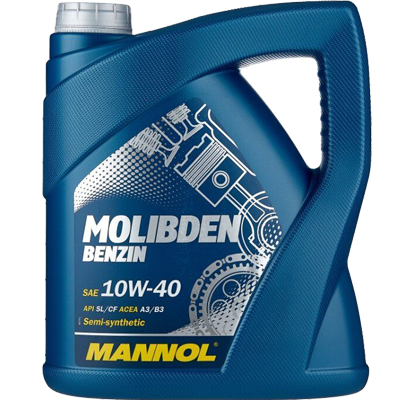 MOLIBDEN
BENZIN
SAE 10W-40
API SL/CF ACEA A3/B3
Semi-synthetic
MANNOL